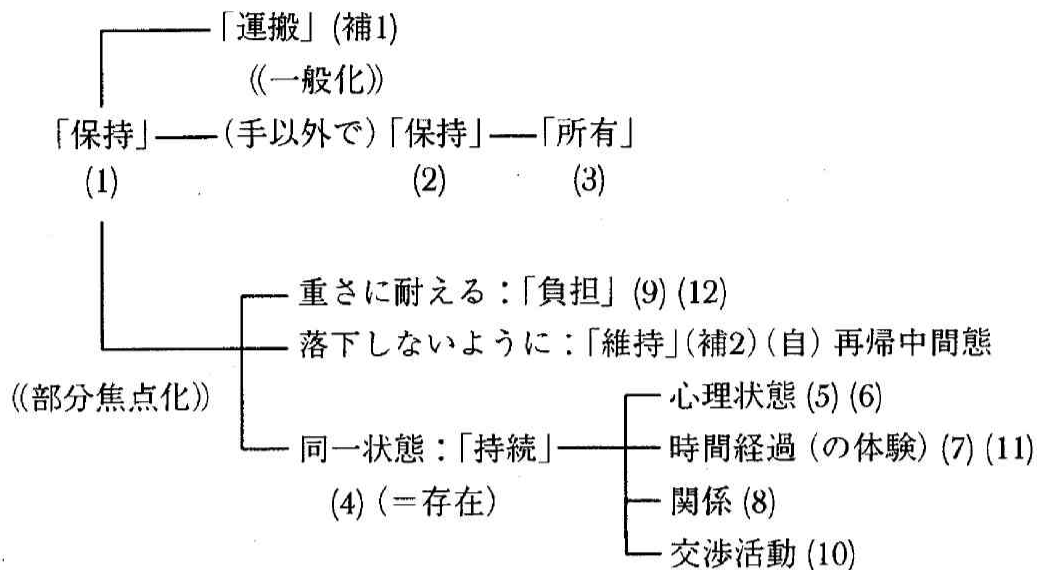 「運搬」(補1)
((一般化))
「保持」—(手以外で)「保持」—「所有」
(1) (2) (3)
重さに耐える：「負担」(9) (12)
落下しないように：「維持」(補2)(自) 再帰中間態
((部分焦点化))
心理状態 (5) (6)
同一状態：「持続」 時間経過 (の体験) (7) (11)
(4) (＝存在) 関係 (8)
交渉活動 (10)